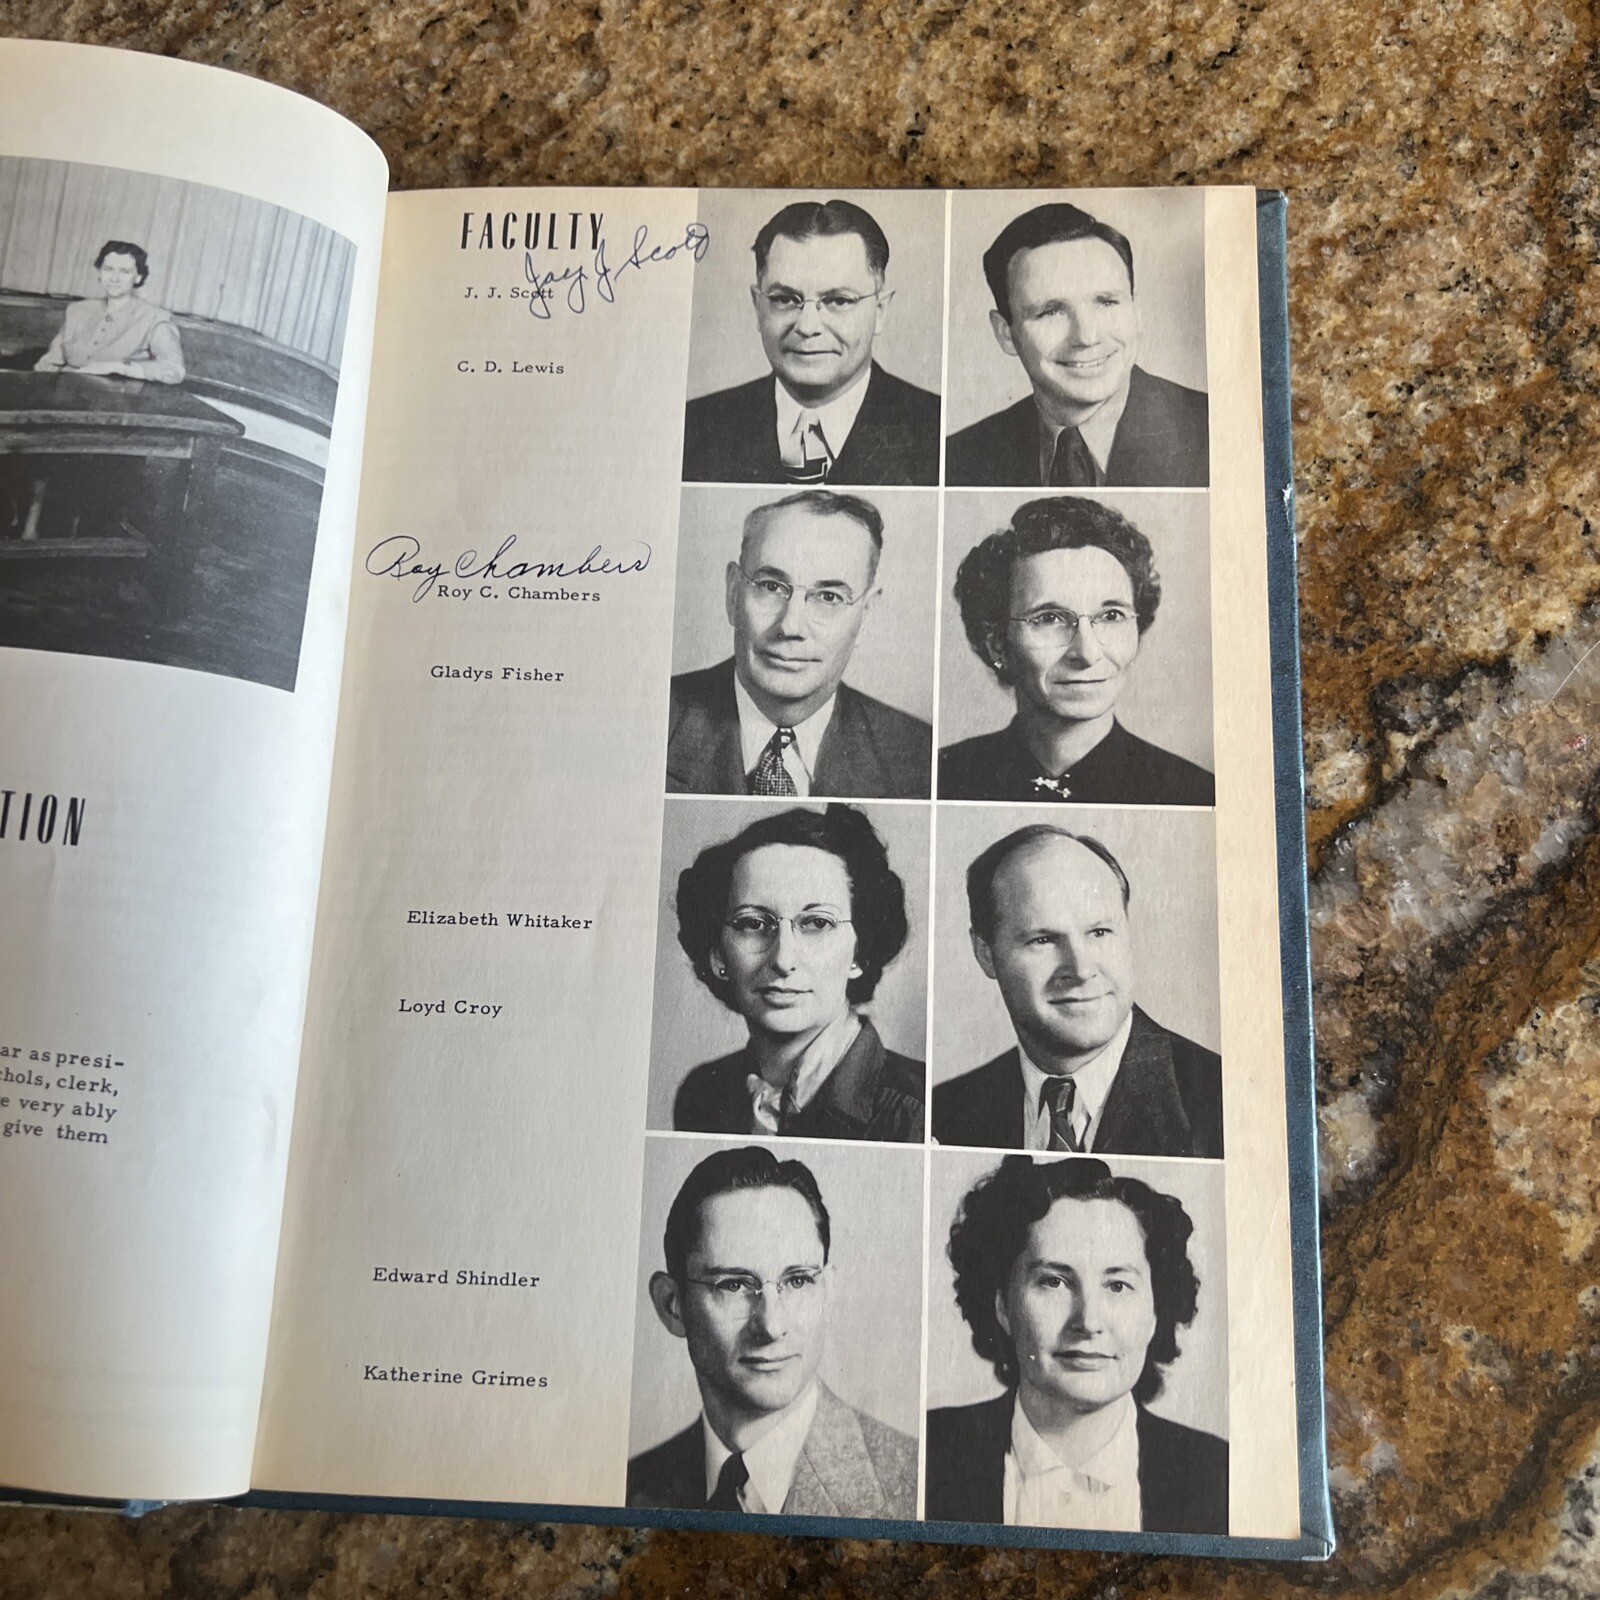 TION
ar as presi-
chols, clerk,
e very ably
give them
FACULTY
Jay J Scott
J. J. Scott
C. D. Lewis
Roy Chambers
Roy C. Chambers
Gladys Fisher
Elizabeth Whitaker
Loyd Croy
Edward Shindler
Katherine Grimes